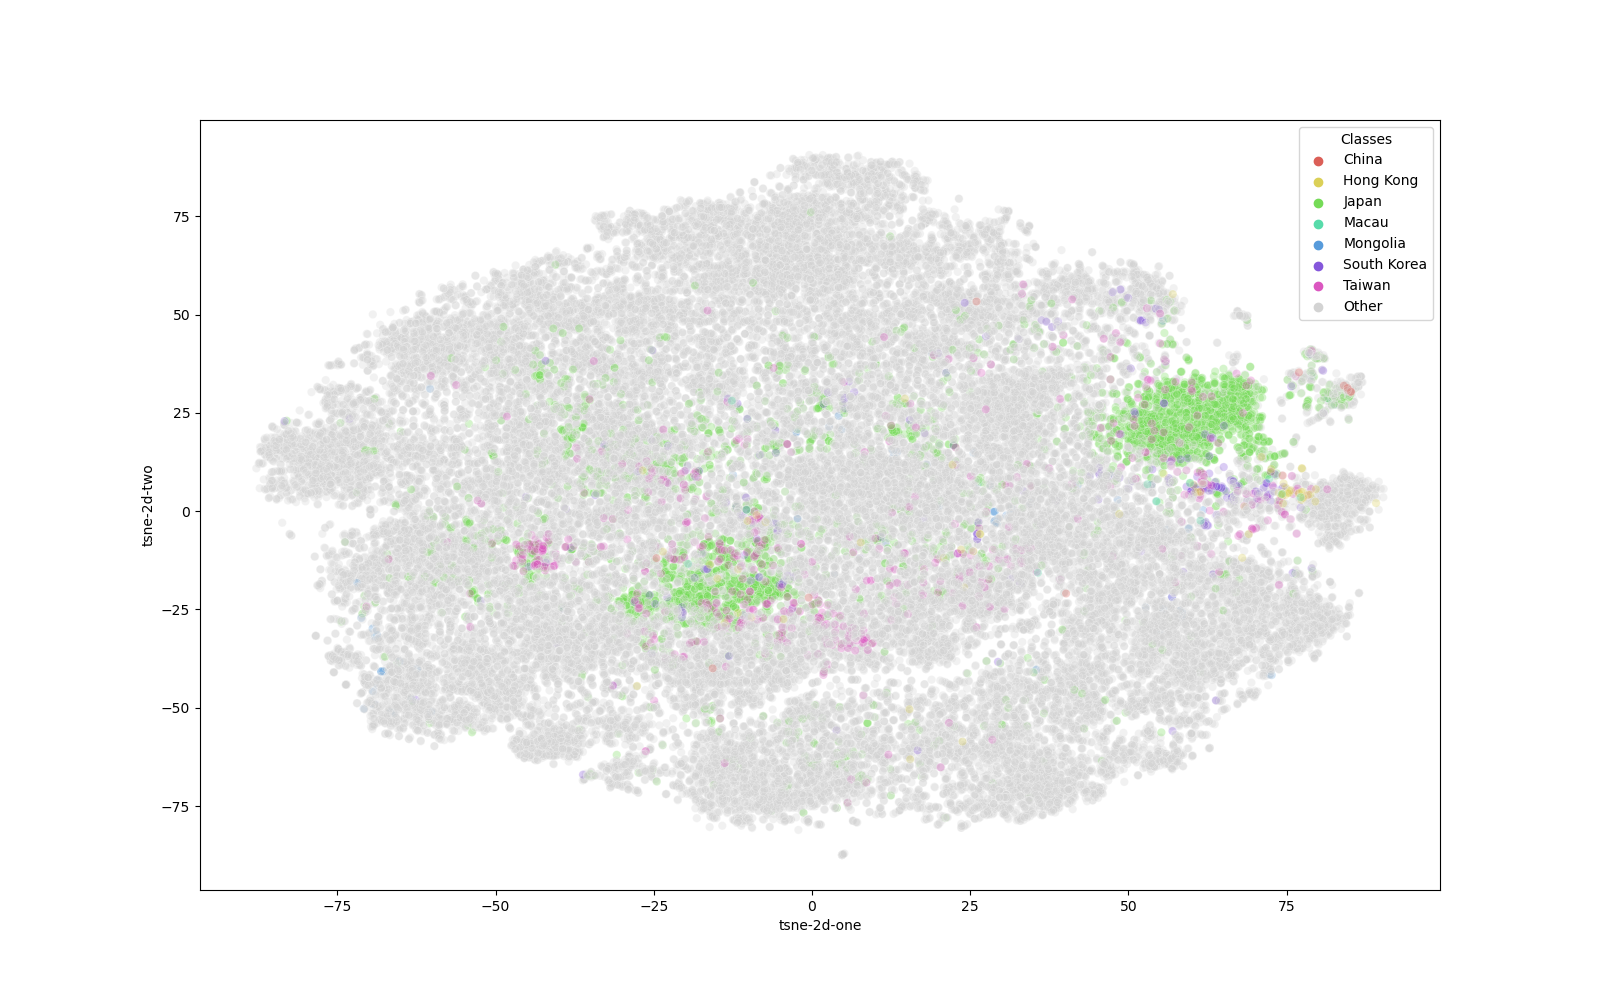 Classes
China
Hong Kong
Japan
Macau
Mongolia
South Korea
Taiwan
Other
75
50
25
0
−25
−50
−75
tsne-2d-two
−75
−50
−25
0
25
50
75
tsne-2d-one